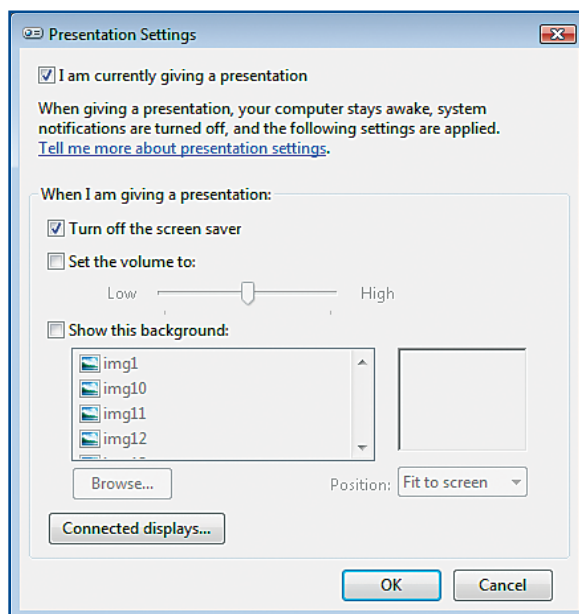 Presentation Settings
I am currently giving a presentation
When giving a presentation, your computer stays awake, system
notifications are turned off, and the following settings are applied.
Tell me more about presentation settings.
When I am giving a presentation:
Turn off the screen saver
Set the volume to:
Low High
Show this background:
img1
img10
img11
img12
Browse... Position: Fit to screen
Connected displays...
OK Cancel